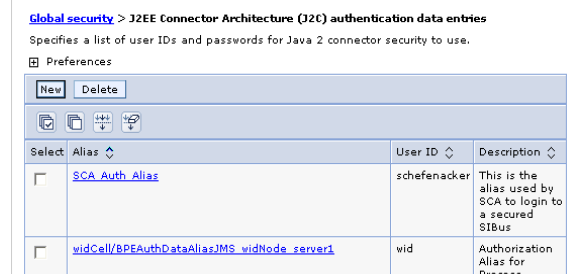 Global security > J2EE Connector Architecture (J2C) authentication data entries
Specifies a list of user IDs and passwords for Java 2 connector security to use.
Preferences
New Delete
Select Alias User ID Description
SCA_Auth_Alias schefenacker This is the
alias used by
SCA to login to
a secured
SIBus
widCell/BPEAuthDataAliasJMS_widNode_server1 wid Authorization
Alias for
Process